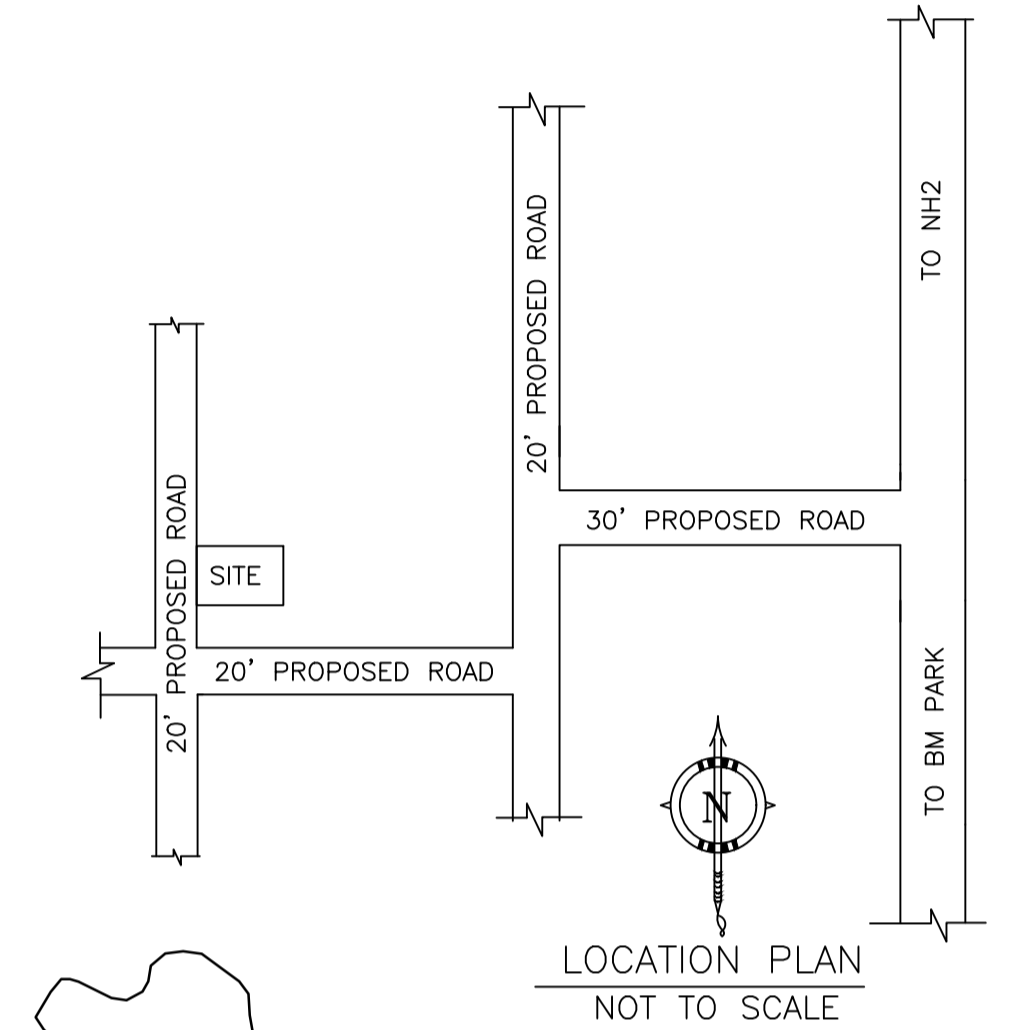 TO NH2
20' PROPOSED ROAD
30' PROPOSED ROAD
20' PROPOSED ROAD
SITE
20' PROPOSED ROAD
TO BM PARK
N
LOCATION PLAN
NOT TO SCALE